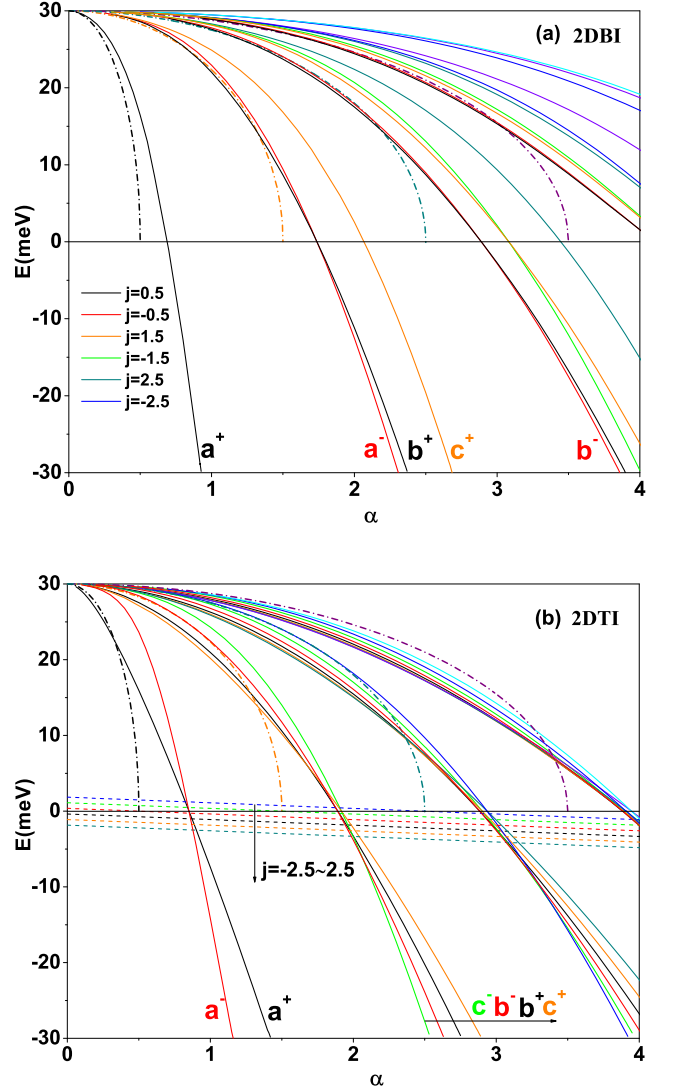 30
20
10
0
-10
-20
-30
E(meV)
(a) 2DBI
j=0.5
j=-0.5
j=1.5
j=-1.5
j=2.5
j=-2.5
a+ a- b+ c+ b-
0 1 2 3 4
α
30
20
10
0
-10
-20
-30
E(meV)
(b) 2DTI
j=-2.5~2.5
a- a+ c- b- b+ c+
0 1 2 3 4
α